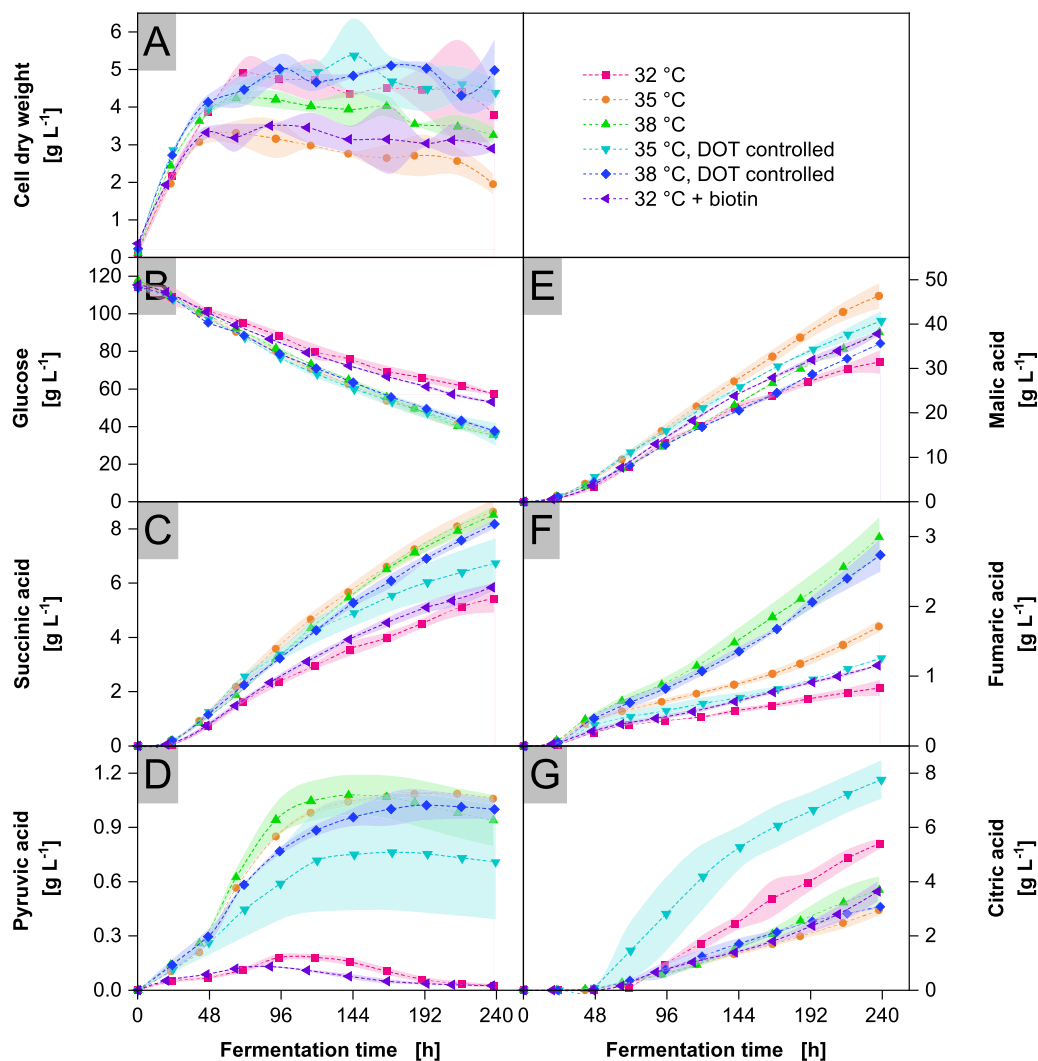 A
6
5
4
3
2
1
0
Cell dry weight
[g L⁻¹]
32 °C
35 °C
38 °C
35 °C, DOT controlled
38 °C, DOT controlled
32 °C + biotin
B
120
100
80
60
40
20
0
Glucose
[g L⁻¹]
E
50
40
30
20
10
0
Malic acid
[g L⁻¹]
C
8
6
4
2
0
Succinic acid
[g L⁻¹]
F
3
2
1
0
Fumaric acid
[g L⁻¹]
D
1.2
0.9
0.6
0.3
0.0
Pyruvic acid
[g L⁻¹]
G
8
6
4
2
0
Citric acid
[g L⁻¹]
0 48 96 144 192 240
0 48 96 144 192 240
Fermentation time [h]
Fermentation time [h]